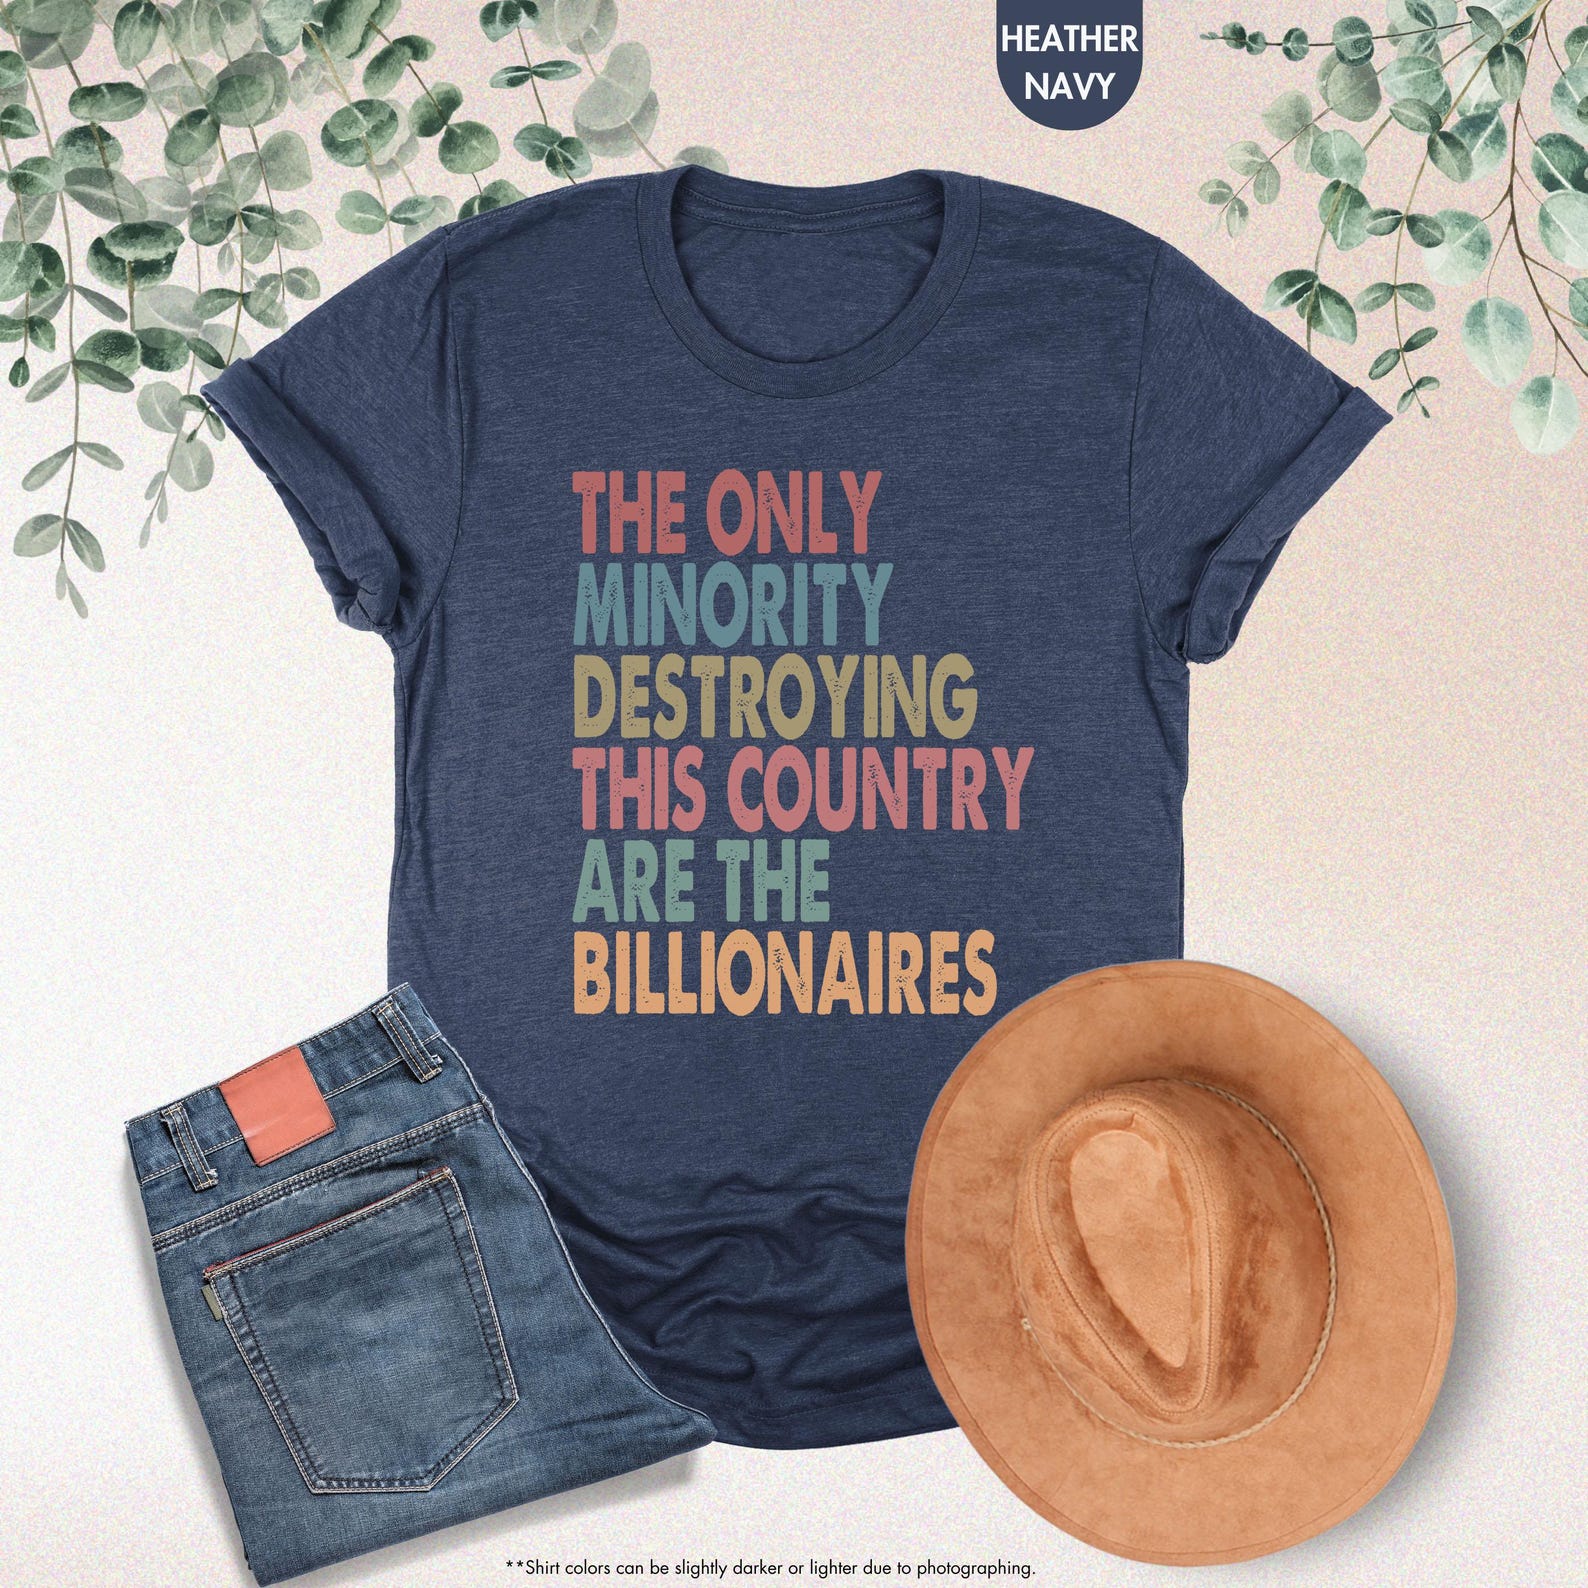 HEATHER
NAVY
THE ONLY
MINORITY
DESTROYING
THIS COUNTRY
ARE THE
BILLIONAIRES
**Shirt colors can be slightly darker or lighter due to photographing.